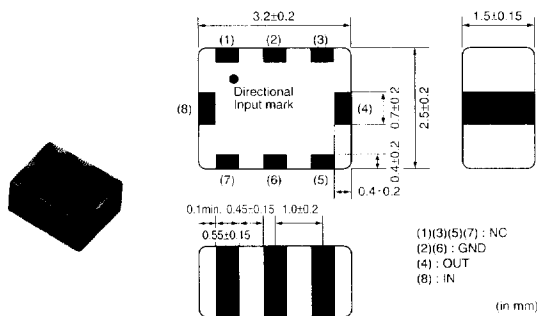 3.2±0.2
1.5±0.15
(1) (2) (3)
Directional
Input mark
(8)
(4)
0.7±0.2
2.5±0.2
0.4±0.2
(7) (6) (5)
0.4±0.2
0.1min. 0.45±0.15 1.0±0.2
0.55±0.15
(1)(3)(5)(7) : NC
(2)(6) : GND
(4) : OUT
(8) : IN
(in mm)